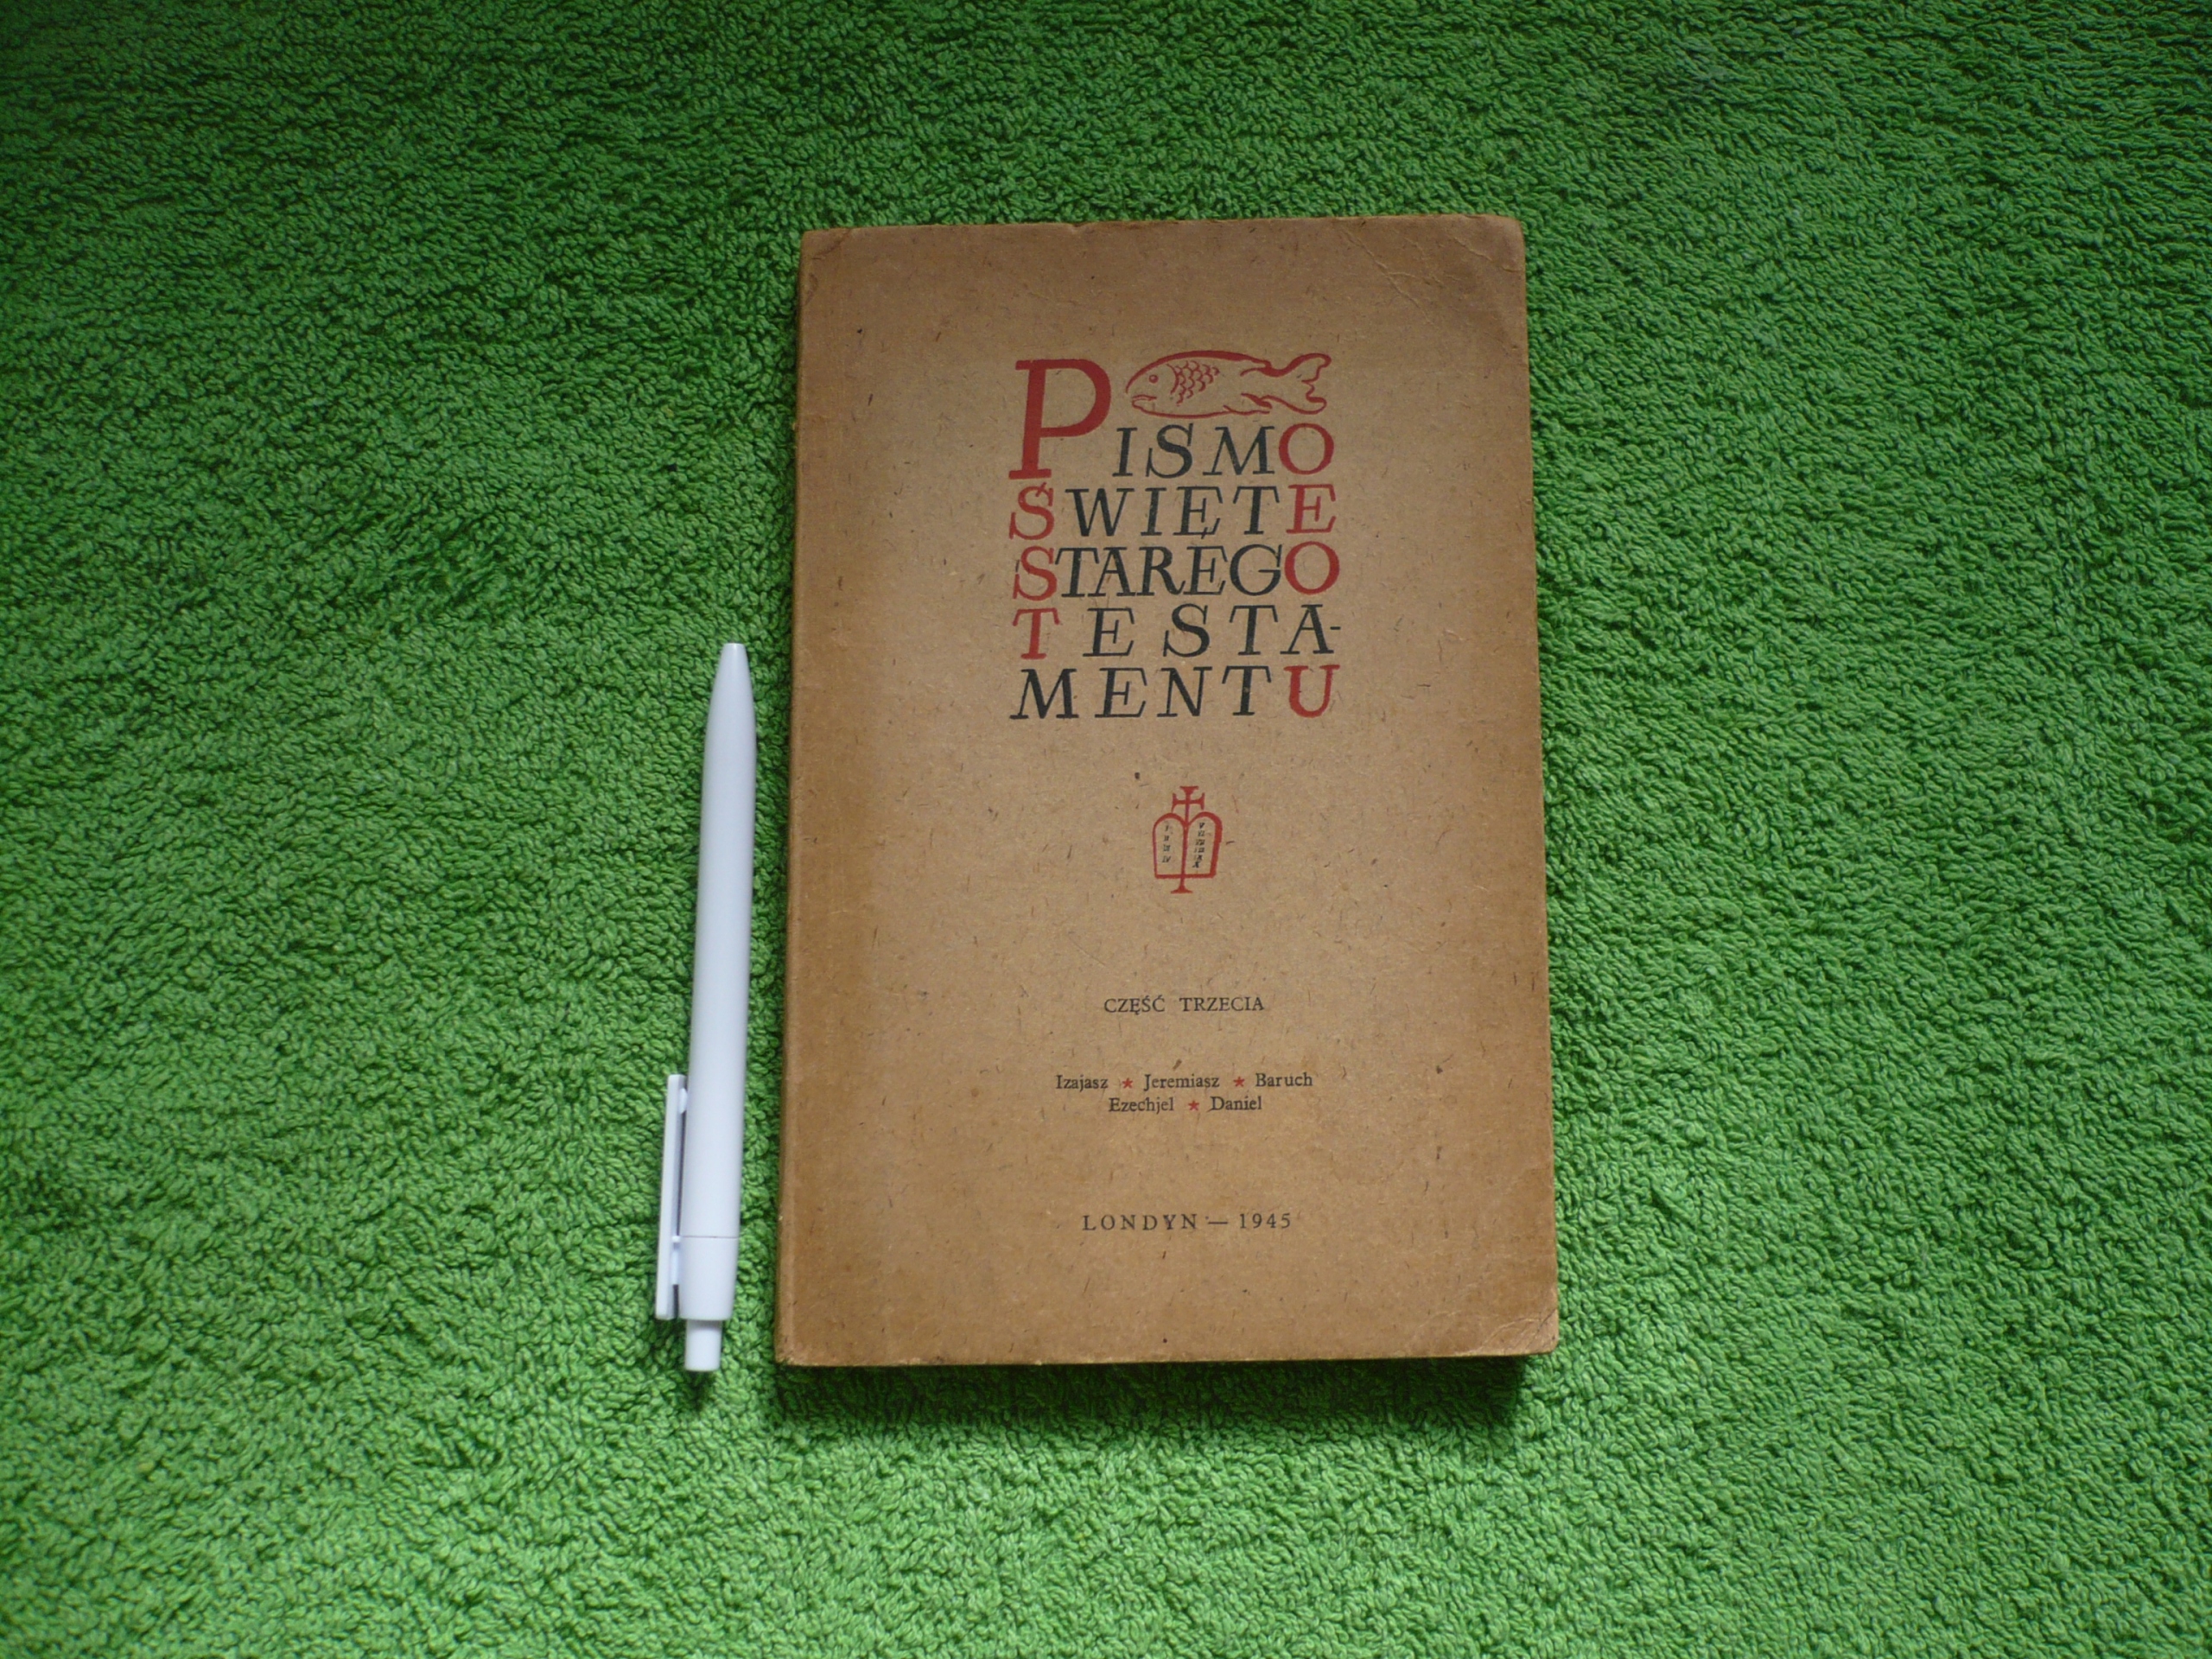 PISMO
ŚWIĘTE
STAREGO
TESTA-
MENTU
CZĘŚĆ TRZECIA
Izajasz ★ Jeremiasz ★ Baruch
Ezechjel ★ Daniel
LONDYN — 1945